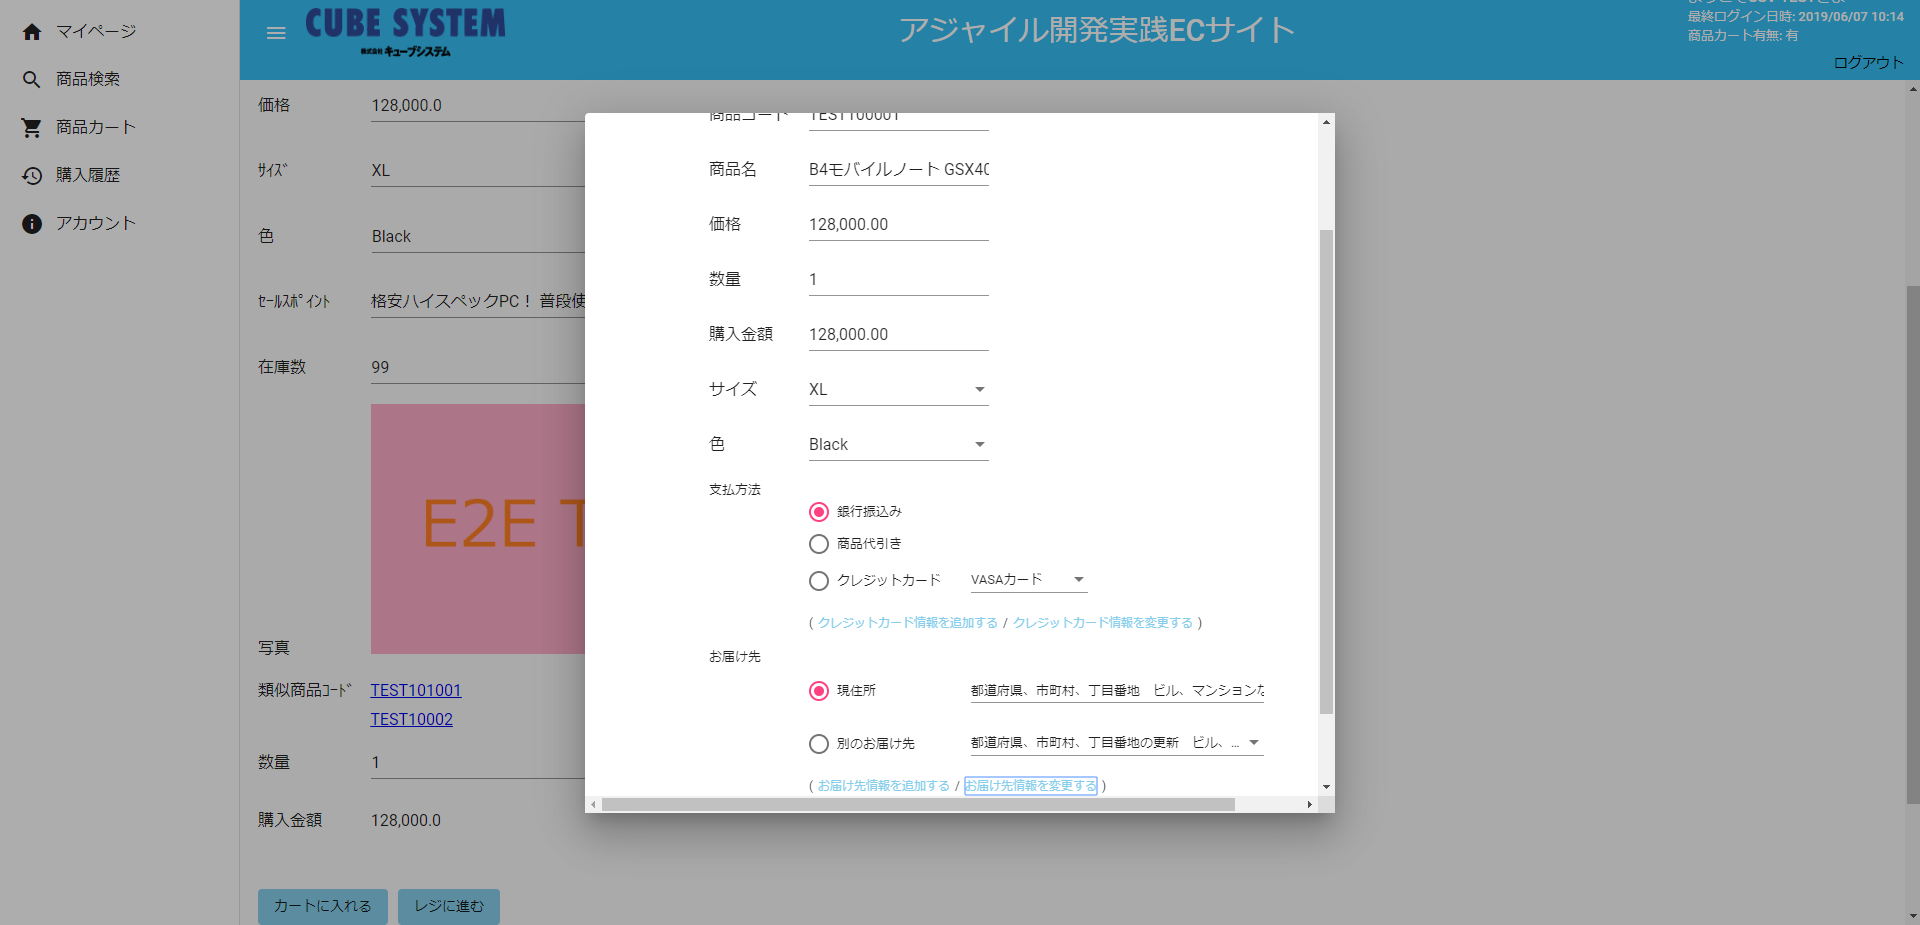 マイページ
商品検索
商品カート
購入履歴
アカウント
CUBE SYSTEM
株式会社 キューブシステム
アジャイル開発実践ECサイト
最終ログイン日時: 2019/06/07 10:14
商品カート有無: 有
ログアウト
価格 128,000.0
ｻｲｽﾞ XL
色 Black
ｾｰﾙｽﾎﾟｲﾝﾄ 格安ハイスペックPC！ 普段使
在庫数 99
E2E T
写真
類似商品ｺｰﾄﾞ TEST101001
TEST10002
数量 1
購入金額 128,000.0
カートに入れる レジに進む
商品コード TEST100001
商品名 B4モバイルノート GSX40
価格 128,000.00
数量 1
購入金額 128,000.00
サイズ XL
色 Black
支払方法
銀行振込み
商品代引き
クレジットカード VASAカード
( クレジットカード情報を追加する / クレジットカード情報を変更する )
お届け先
現住所 都道府県、市町村、丁目番地　ビル、マンションな
別のお届け先 都道府県、市町村、丁目番地の更新　ビル、...
( お届け先情報を追加する / お届け先情報を変更する )